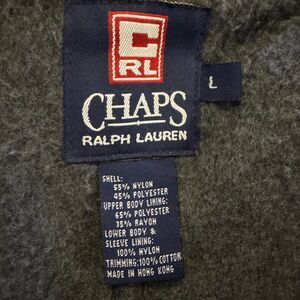 C
RL
CHAPS
RALPH LAUREN
L
SHELL:
55% NYLON
45% POLYESTER
UPPER BODY LINING:
65% POLYESTER
35% RAYON
LOWER BODY &
SLEEVE LINING:
100% NYLON
TRIMMING:100% COTTON
MADE IN HONG KONG